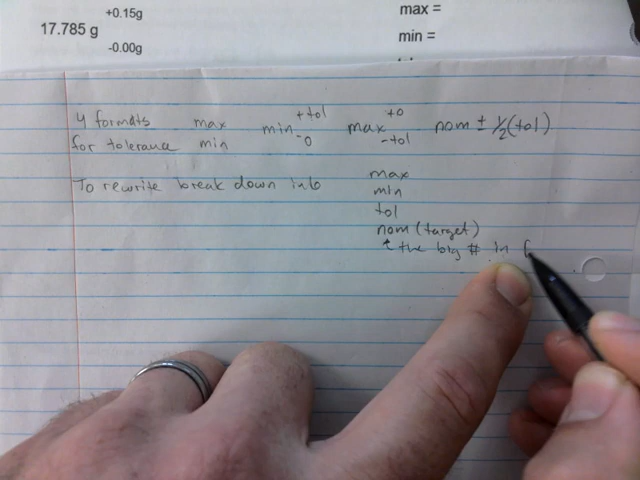 +0.15g
17.785 g
-0.00g
max =
min =
4 formats max min +tol max +0 nom ± 1/2(tol)
for tolerance min -0 -tol
To rewrite break down into max
min
tol
nom (target)
↑ the big # in f